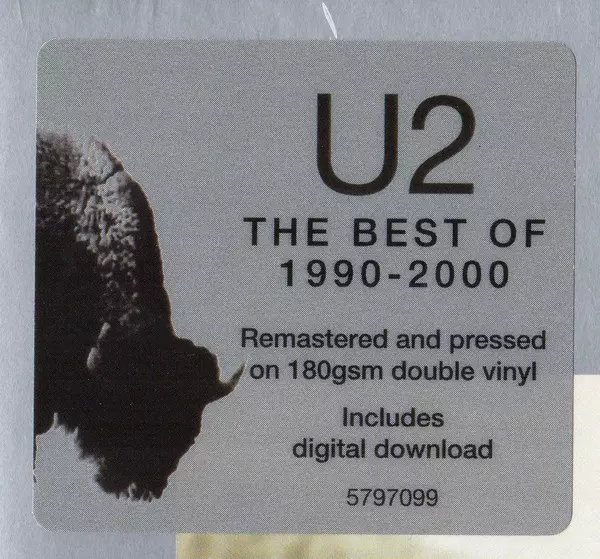 U2
THE BEST OF
1990-2000
Remastered and pressed
on 180gsm double vinyl
Includes
digital download
5797099